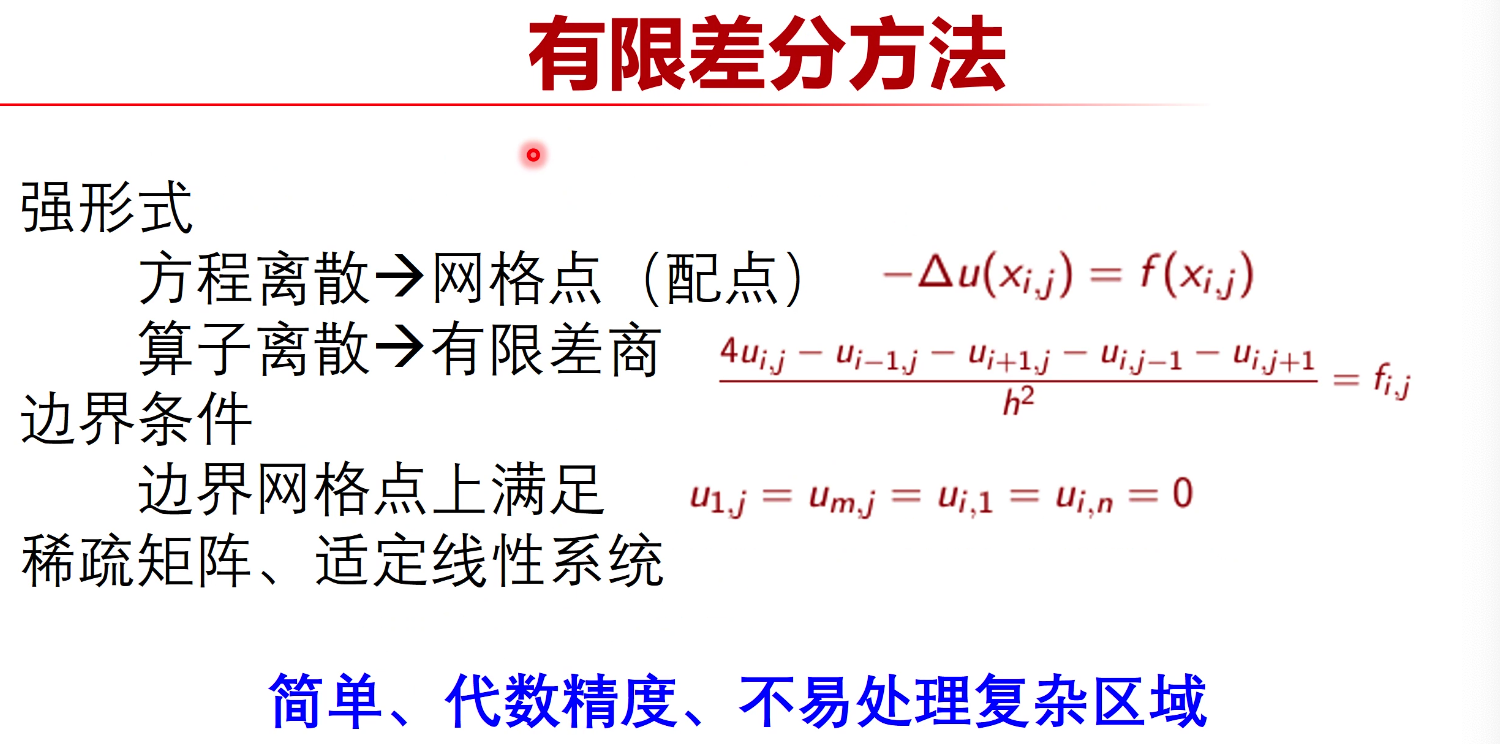 有限差分方法
强形式
方程离散→网格点（配点） $-\Delta u(x_{i,j}) = f(x_{i,j})$
算子离散→有限差商 $\frac{4u_{i,j} - u_{i-1,j} - u_{i+1,j} - u_{i,j-1} - u_{i,j+1}}{h^2} = f_{i,j}$
边界条件
边界网格点上满足 $u_{1,j} = u_{m,j} = u_{i,1} = u_{i,n} = 0$
稀疏矩阵、适定线性系统
简单、代数精度、不易处理复杂区域